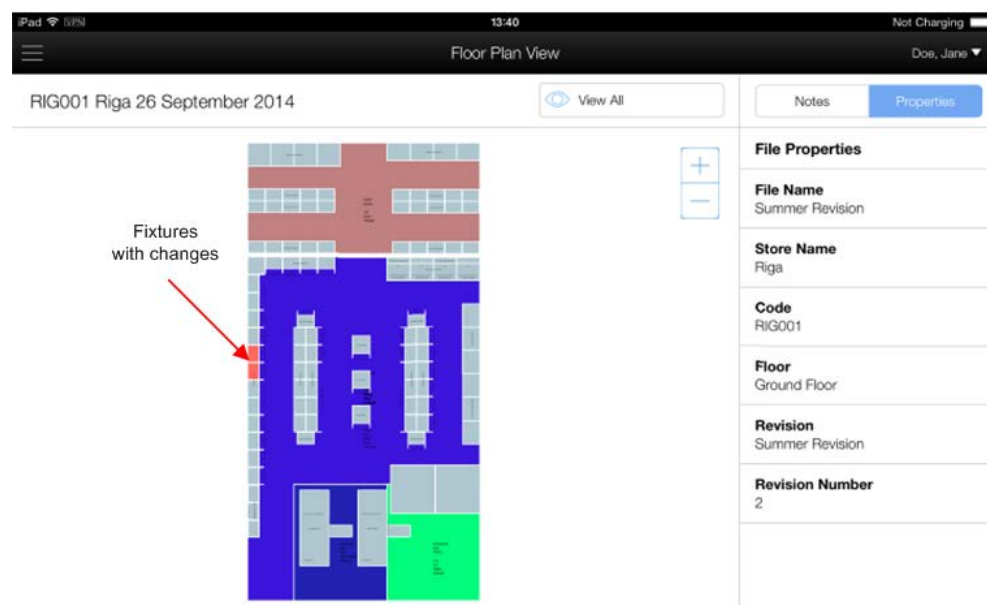 iPad VPN 13:40 Not Charging
Floor Plan View Doe, Jane
RIG001 Riga 26 September 2014 View All
Notes Properties
File Properties
File Name
Summer Revision
Store Name
Riga
Code
RIG001
Floor
Ground Floor
Revision
Summer Revision
Revision Number
2
Fixtures
with changes
+
−